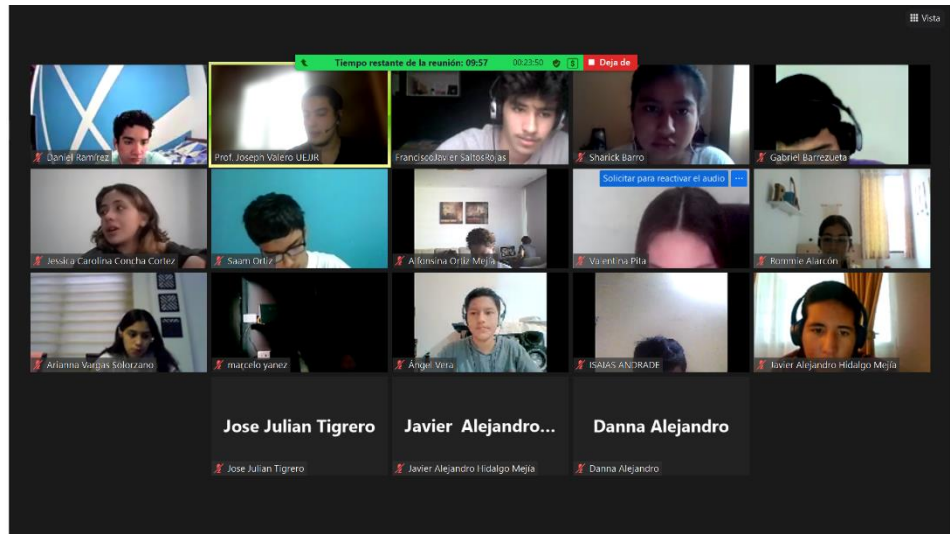 Vista
Tiempo restante de la reunión: 09:57 00:23:50 Deja de
Daniel Ramírez
Prof. Joseph Valero UEJJR
FranciscoJavier SaltosRojas
Sharick Barro
Gabriel Barrezueta
Solicitar para reactivar el audio ...
Jessica Carolina Concha Cortez
Saam Ortiz
Alfonsina Ortiz Mejía
Valentina Pita
Rommie Alarcón
Arianna Vargas Solorzano
marcelo yanez
Ángel Vera
ISAIAS ANDRADE
Javier Alejandro Hidalgo Mejía
Jose Julian Tigrero
Javier Alejandro...
Danna Alejandro
Jose Julian Tigrero
Javier Alejandro Hidalgo Mejía
Danna Alejandro